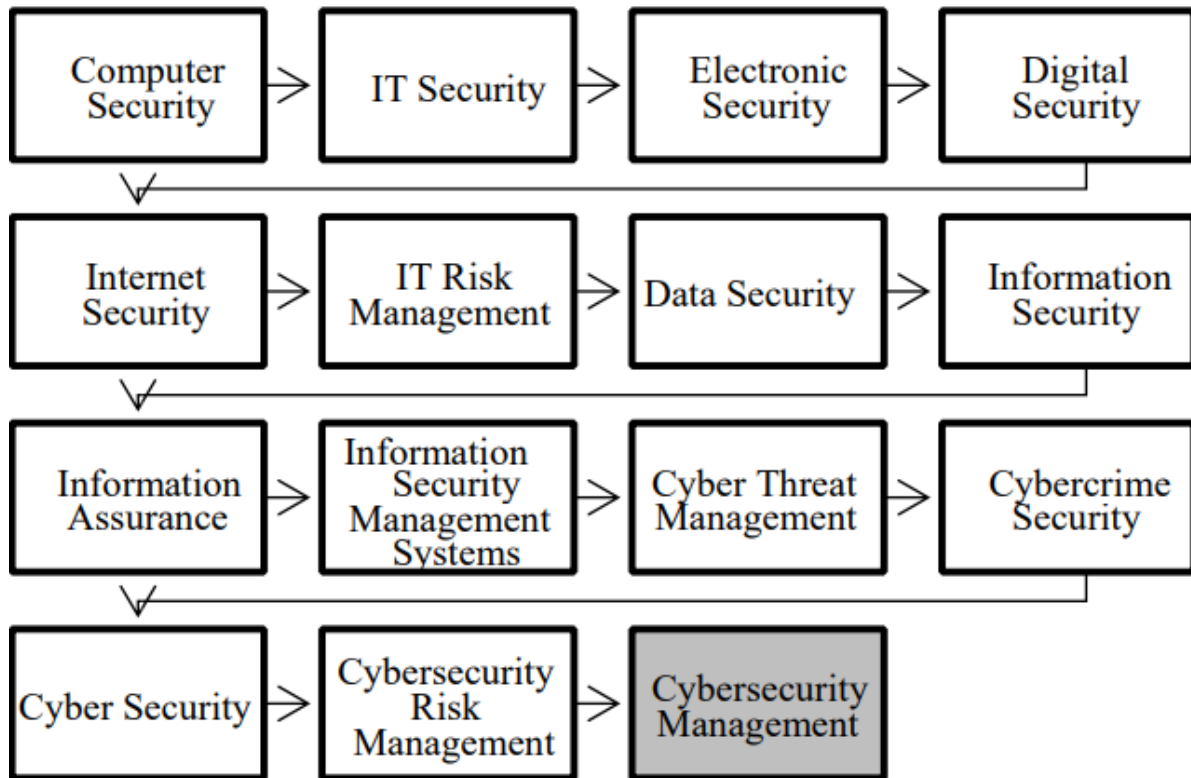 Computer
Security
IT Security
Electronic
Security
Digital
Security
Internet
Security
IT Risk
Management
Data Security
Information
Security
Information
Assurance
Information
Security
Management
Systems
Cyber Threat
Management
Cybercrime
Security
Cyber Security
Cybersecurity
Risk
Management
Cybersecurity
Management